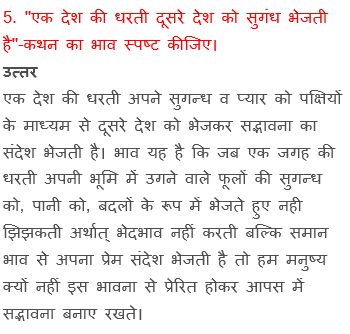 5. "एक देश की धरती दूसरे देश को सुगंध भेजती
है"-कथन का भाव स्पष्ट कीजिए।
उत्तर
एक देश की धरती अपने सुगन्ध व प्यार को पक्षियों
के माध्यम से दूसरे देश को भेजकर सद्भावना का
संदेश भेजती है। भाव यह है कि जब एक जगह की
धरती अपनी भूमि में उगने वाले फूलों की सुगन्ध
को, पानी को, बदलों के रूप में भेजते हुए नही
झिझकती अर्थात् भेदभाव नहीं करती बल्कि समान
भाव से अपना प्रेम संदेश भेजती है तो हम मनुष्य
क्यों नहीं इस भावना से प्रेरित होकर आपस में
सद्भावना बनाए रखते।